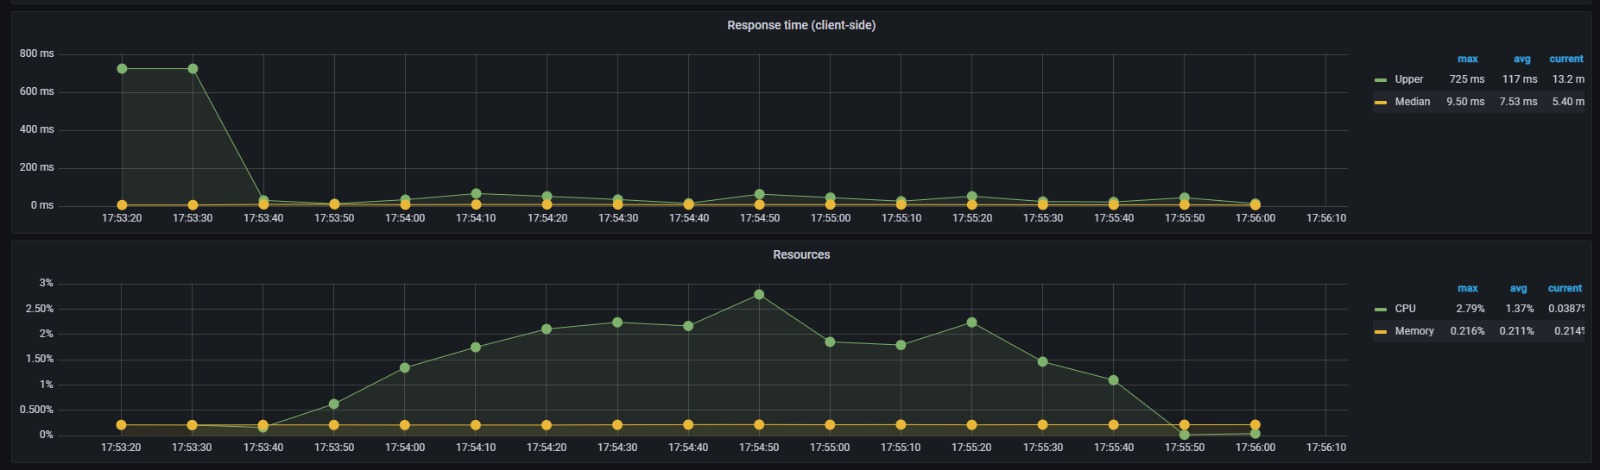 Response time (client-side)
800 ms
600 ms
400 ms
200 ms
0 ms
17:53:20 17:53:30 17:53:40 17:53:50 17:54:00 17:54:10 17:54:20 17:54:30 17:54:40 17:54:50 17:55:00 17:55:10 17:55:20 17:55:30 17:55:40 17:55:50 17:56:00 17:56:10
max avg current
Upper 725 ms 117 ms 13.2 m
Median 9.50 ms 7.53 ms 5.40 m
Resources
3%
2.50%
2%
1.50%
1%
0.500%
0%
17:53:20 17:53:30 17:53:40 17:53:50 17:54:00 17:54:10 17:54:20 17:54:30 17:54:40 17:54:50 17:55:00 17:55:10 17:55:20 17:55:30 17:55:40 17:55:50 17:56:00 17:56:10
max avg current
CPU 2.79% 1.37% 0.0387%
Memory 0.216% 0.211% 0.214%